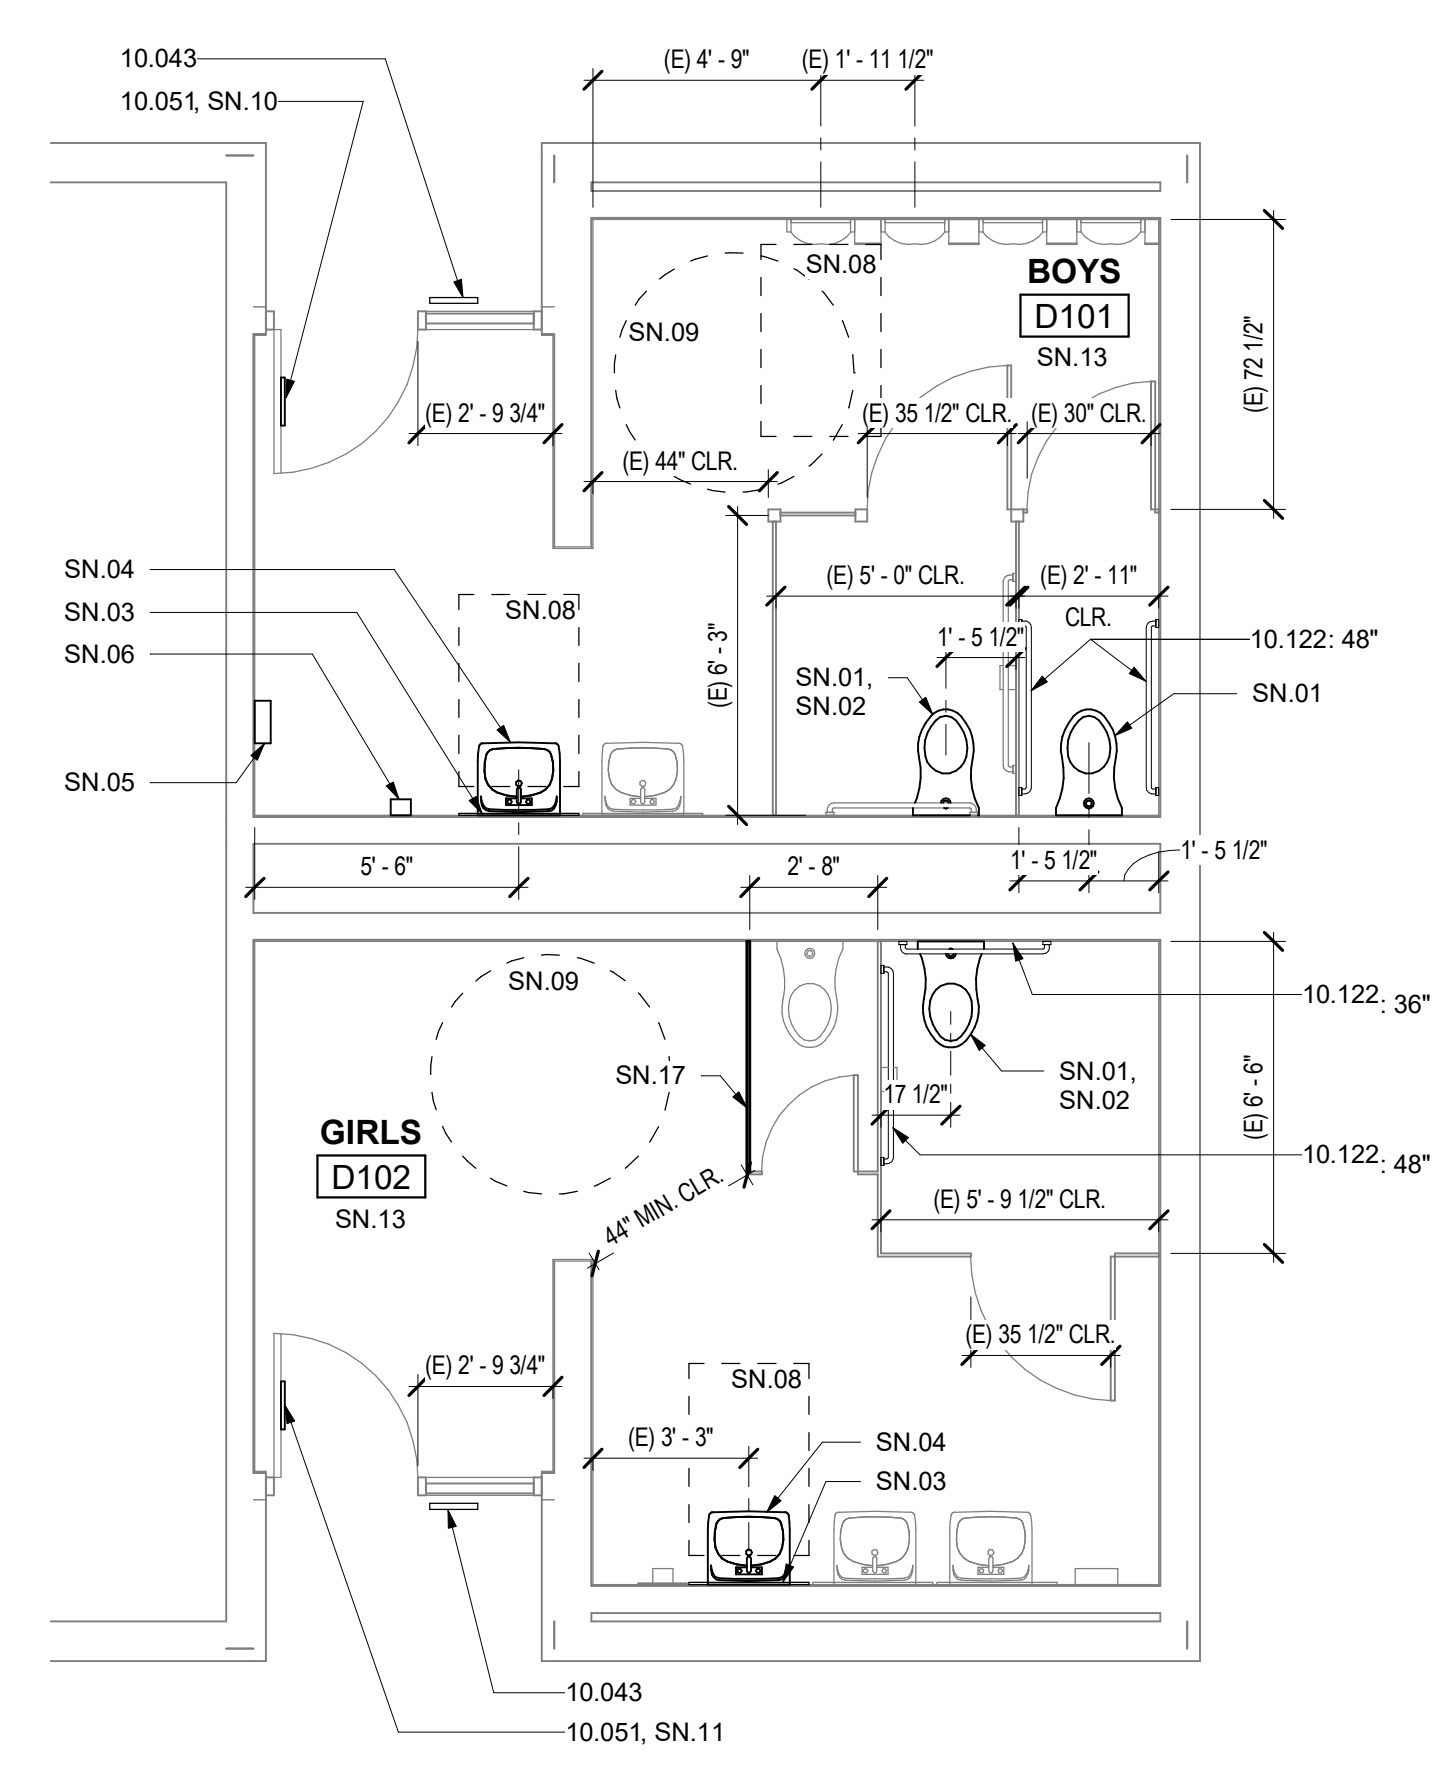 10.043
(E) 4' - 9"
(E) 1' - 11 1/2"
10.051, SN.10
SN.08
BOYS
D101
SN.13
SN.09
(E) 72 1/2"
(E) 2' - 9 3/4"
(E) 35 1/2" CLR.
(E) 30" CLR.
(E) 44" CLR.
SN.04
SN.03
SN.06
SN.05
SN.08
(E) 6' - 3"
(E) 5' - 0" CLR.
(E) 2' - 11"
CLR.
1' - 5 1/2"
10.122: 48"
SN.01,
SN.02
SN.01
5' - 6"
2' - 8"
1' - 5 1/2"
1' - 5 1/2"
SN.09
10.122: 36"
SN.17
17 1/2"
SN.01,
SN.02
(E) 6' - 6"
GIRLS
D102
SN.13
10.122: 48"
44" MIN. CLR.
(E) 5' - 9 1/2" CLR.
(E) 35 1/2" CLR.
(E) 2' - 9 3/4"
SN.08
(E) 3' - 3"
SN.04
SN.03
10.043
10.051, SN.11